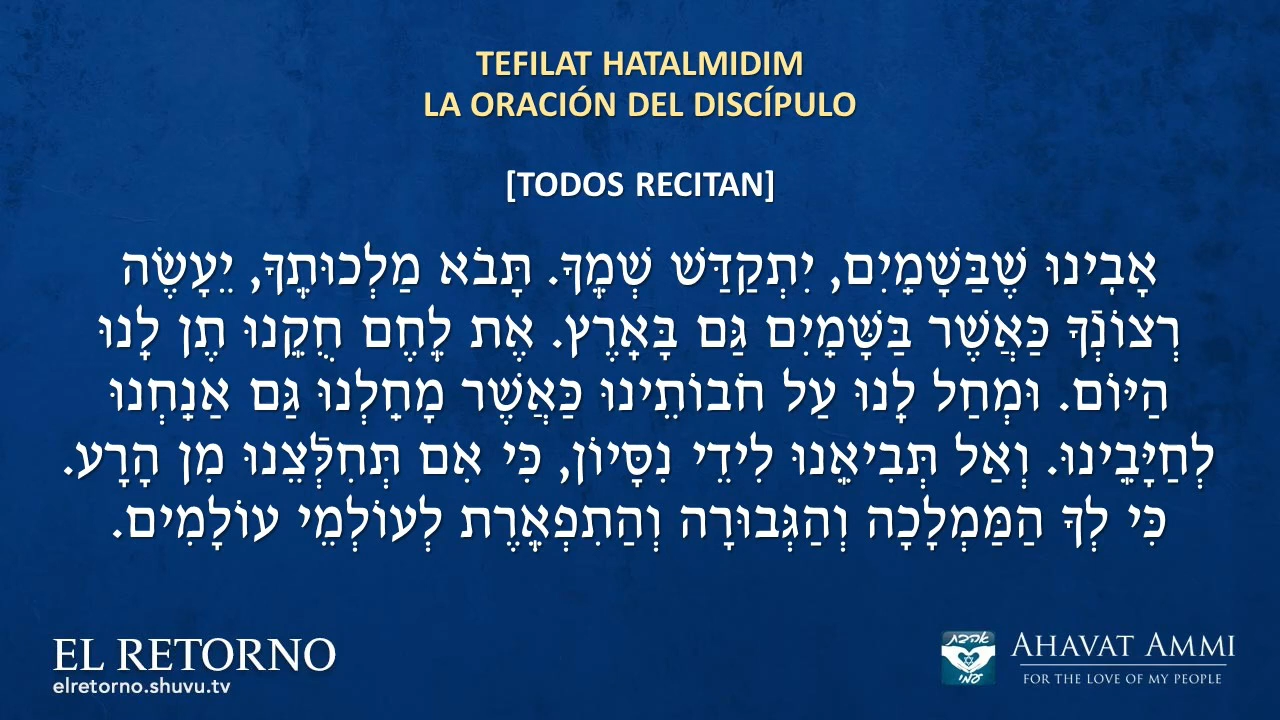 TEFILAT HATALMIDIM
LA ORACIÓN DEL DISCÍPULO
[TODOS RECITAN]
אָבִֽינוּ שֶׁבַּשָּׁמַֽיִם, יִתְקַדַּשׁ שְׁמֶֽךָ. תָּבֹא מַלְכוּתֶֽךָ, יֵעָשֶׂה
רְצוֹנְ֒ךָ כַּאֲשֶׁר בַּשָּׁמַֽיִם גַּם בָּאָֽרֶץ. אֶת לֶֽחֶם חֻקֵּֽנוּ תֶן לָֽנוּ
הַיּוֹם. וּמְחַל לָֽנוּ עַל חֹבוֹתֵינוּ כַּאֲשֶׁר מָחַֽלְנוּ גַּם אֲנַֽחְנוּ
לְחַיָּבֵֽינוּ. וְאַל תְּבִיאֵֽנוּ לִידֵי נִסָּיוֹן, כִּי אִם תְּחַלְּ֒צֵנוּ מִן הָרָע.
כִּי לְךָ הַמַּמְלָכָה וְהַגְּבוּרָה וְהַתִּפְאֶֽרֶת לְעוֹלְמֵי עוֹלָמִים.
EL RETORNO
elretorno.shuvu.tv
אהבת
עמי
AHAVAT AMMI
FOR THE LOVE OF MY PEOPLE